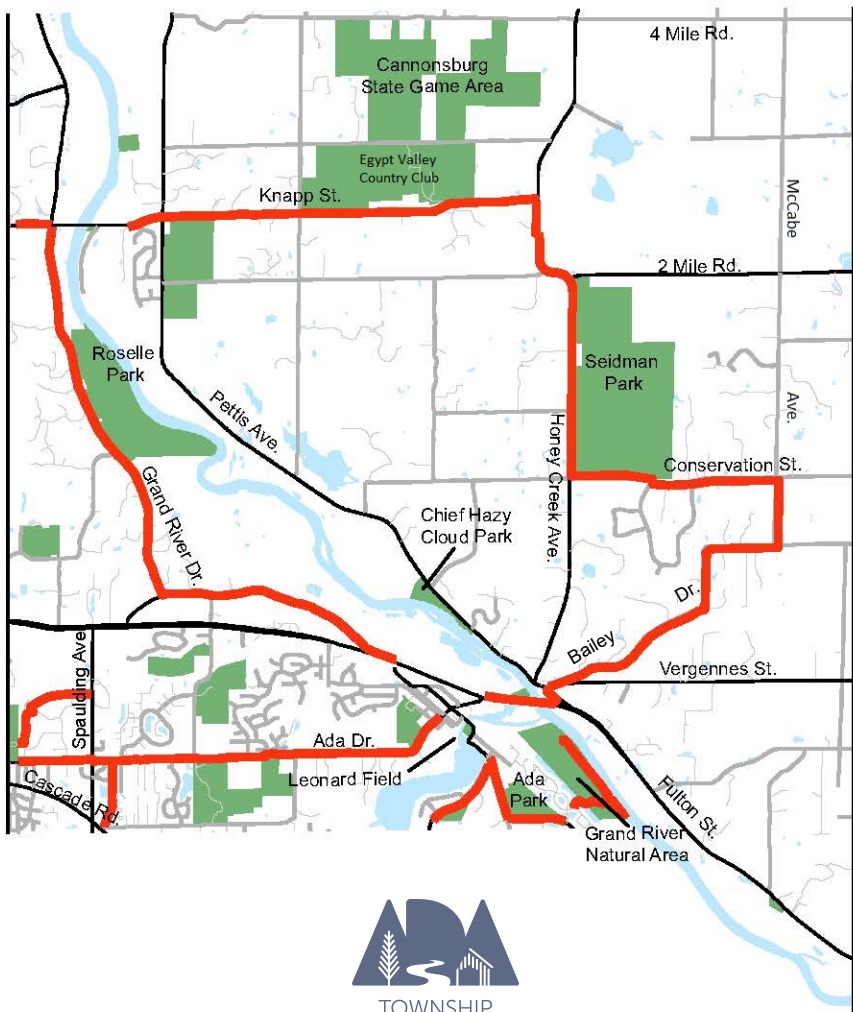 4 Mile Rd.
Cannonsburg
State Game Area
Egypt Valley
Country Club
Knapp St.
McCabe
Ave.
2 Mile Rd.
Roselle
Park
Seidman
Park
Pettis Ave.
Honey Creek Ave.
Conservation St.
Grand River Dr.
Chief Hazy
Cloud Park
Bailey
Dr.
Vergennes St.
Spaulding Ave
Ada Dr.
Leonard Field
Cascade Rd.
Ada
Park
Fulton St.
Grand River
Natural Area
ADA
TOWNSHIP